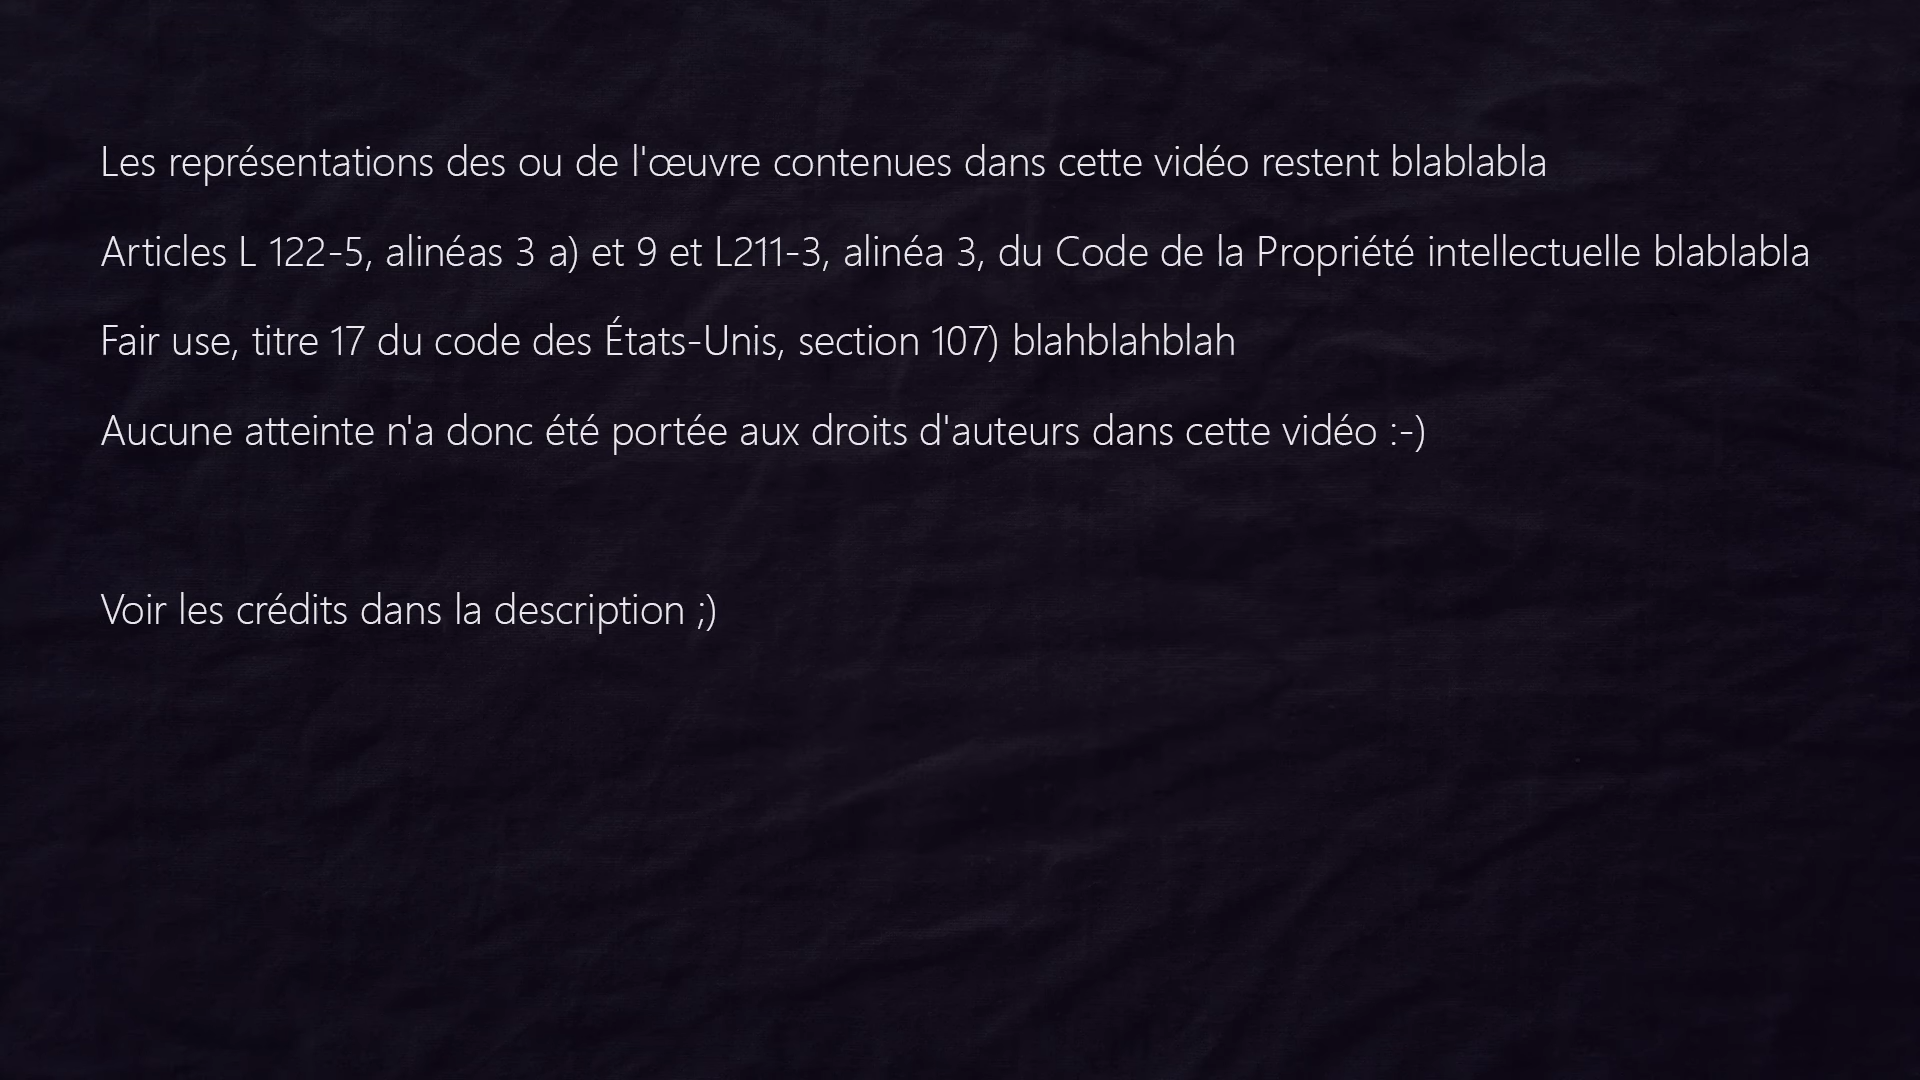 Les représentations des ou de l'œuvre contenues dans cette vidéo restent blablabla
Articles L 122-5, alinéas 3 a) et 9 et L211-3, alinéa 3, du Code de la Propriété intellectuelle blablabla
Fair use, titre 17 du code des États-Unis, section 107) blahblahblah
Aucune atteinte n'a donc été portée aux droits d'auteurs dans cette vidéo :-)
Voir les crédits dans la description ;)